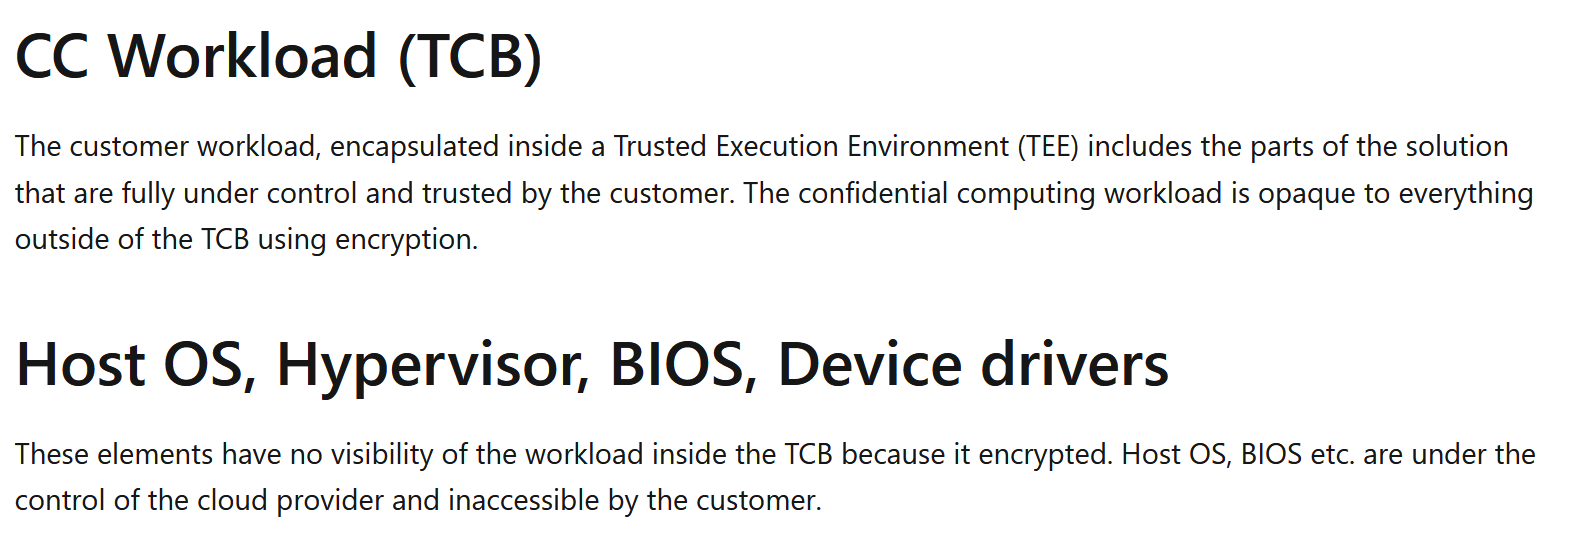 CC Workload (TCB)
The customer workload, encapsulated inside a Trusted Execution Environment (TEE) includes the parts of the solution
that are fully under control and trusted by the customer. The confidential computing workload is opaque to everything
outside of the TCB using encryption.
Host OS, Hypervisor, BIOS, Device drivers
These elements have no visibility of the workload inside the TCB because it encrypted. Host OS, BIOS etc. are under the
control of the cloud provider and inaccessible by the customer.